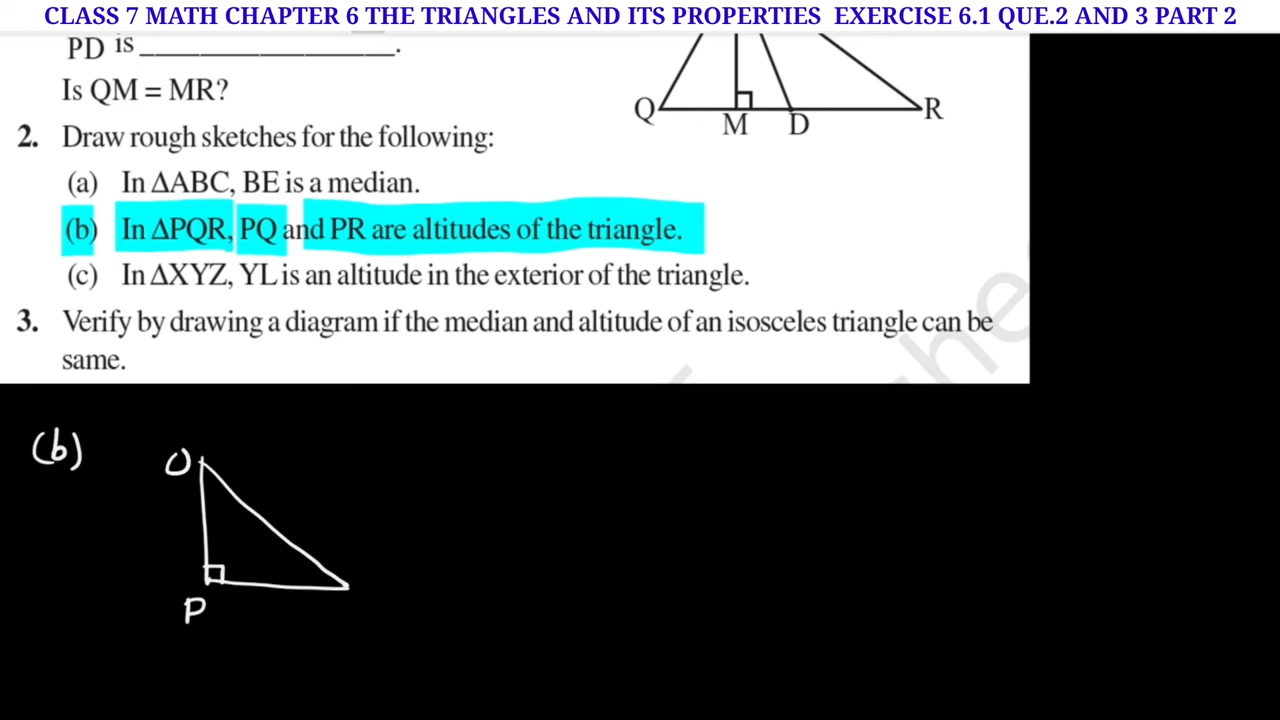 CLASS 7 MATH CHAPTER 6 THE TRIANGLES AND ITS PROPERTIES EXERCISE 6.1 QUE.2 AND 3 PART 2
PD is ___________________.
Is QM = MR?
Q M D R
2. Draw rough sketches for the following:
(a) In ΔABC, BE is a median.
(b) In ΔPQR, PQ and PR are altitudes of the triangle.
(c) In ΔXYZ, YL is an altitude in the exterior of the triangle.
3. Verify by drawing a diagram if the median and altitude of an isosceles triangle can be
same.
he
(b)
O
P